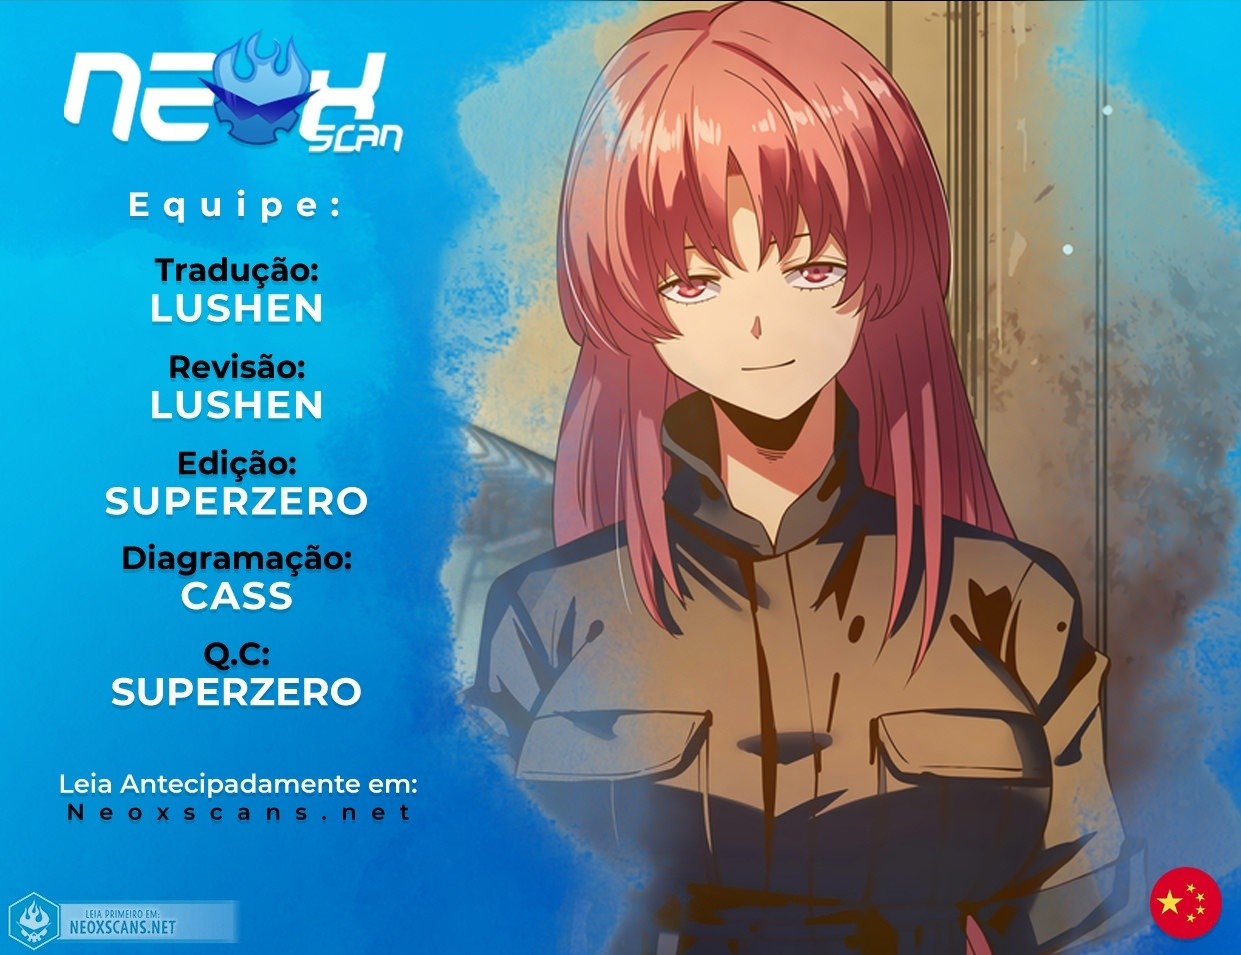 NEOX
SCAN
Equipe:
Tradução:
LUSHEN
Revisão:
LUSHEN
Edição:
SUPERZERO
Diagramação:
CASS
Q.C:
SUPERZERO
Leia Antecipadamente em:
Neoxscans.net
LEIA PRIMEIRO EM:
NEOXSCANS.NET